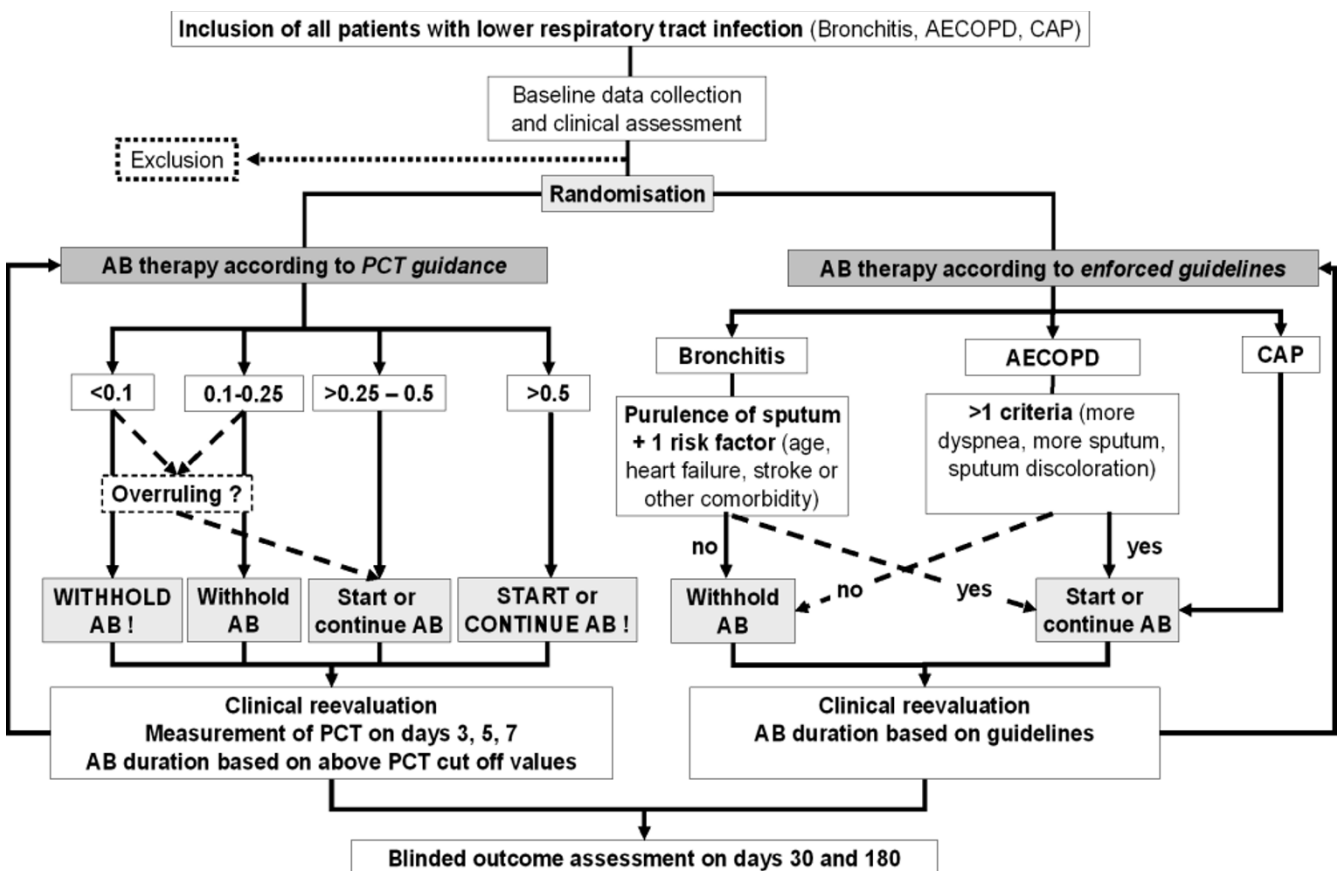 Inclusion of all patients with lower respiratory tract infection (Bronchitis, AECOPD, CAP)
Baseline data collection
and clinical assessment
Exclusion
Randomisation
AB therapy according to PCT guidance
AB therapy according to enforced guidelines
<0.1
0.1-0.25
>0.25 – 0.5
>0.5
Overruling ?
WITHHOLD
AB !
Withhold
AB
Start or
continue AB
START or
CONTINUE AB !
Bronchitis
AECOPD
CAP
Purulence of sputum
+ 1 risk factor (age,
heart failure, stroke or
other comorbidity)
>1 criteria (more
dyspnea, more sputum,
sputum discoloration)
no
no
yes
yes
Withhold
AB
Start or
continue AB
Clinical reevaluation
Measurement of PCT on days 3, 5, 7
AB duration based on above PCT cut off values
Clinical reevaluation
AB duration based on guidelines
Blinded outcome assessment on days 30 and 180